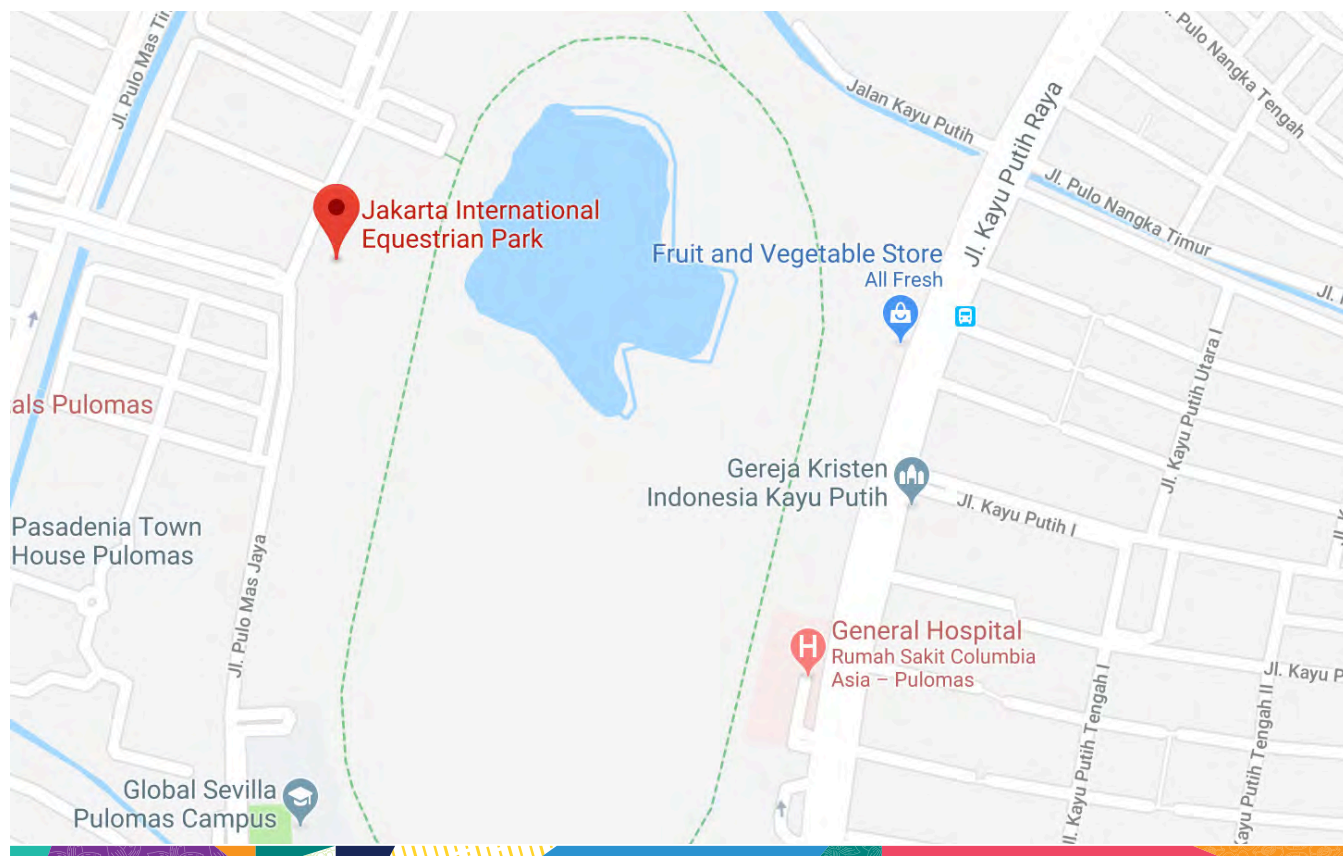 Jl. Pulo Mas Tim
Jl. Pulo Nangka Tengah
Jalan Kayu Putih
Jl. Kayu Putih Raya
Jl. Pulo Nangka Timur
Jakarta International
Equestrian Park
Fruit and Vegetable Store
All Fresh
Jl.
Jl. Kayu Putih Utara I
als Pulomas
Gereja Kristen
Indonesia Kayu Putih
Jl. Kayu Putih I
Pasadenia Town
House Pulomas
Jl. Pulo Mas Jaya
H
General Hospital
Rumah Sakit Columbia
Asia – Pulomas
Jl. Kayu P
Jl. Kayu Putih Tengah I
Kayu Putih Tengah II
Global Sevilla
Pulomas Campus